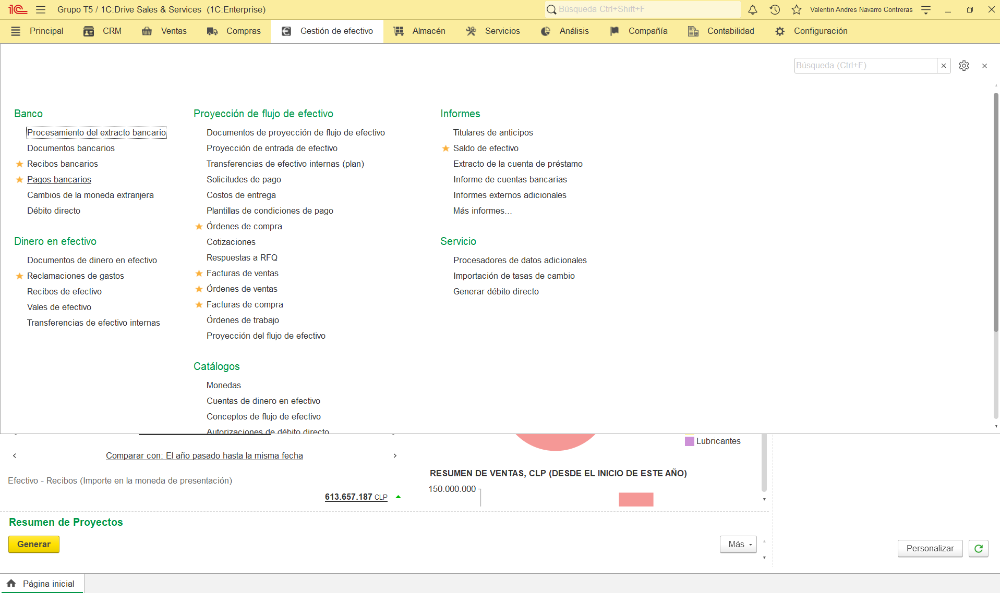 Grupo T5 / 1C:Drive Sales & Services (1C:Enterprise)
Búsqueda Ctrl+Shift+F
Valentin Andres Navarro Contreras
Principal
CRM
Ventas
Compras
Gestión de efectivo
Almacén
Servicios
Análisis
Compañía
Contabilidad
Configuración
Búsqueda (Ctrl+F)
Banco
Procesamiento del extracto bancario
Documentos bancarios
Recibos bancarios
Pagos bancarios
Cambios de la moneda extranjera
Débito directo
Dinero en efectivo
Documentos de dinero en efectivo
Reclamaciones de gastos
Recibos de efectivo
Vales de efectivo
Transferencias de efectivo internas
Proyección de flujo de efectivo
Documentos de proyección de flujo de efectivo
Proyección de entrada de efectivo
Transferencias de efectivo internas (plan)
Solicitudes de pago
Costos de entrega
Plantillas de condiciones de pago
Órdenes de compra
Cotizaciones
Respuestas a RFQ
Facturas de ventas
Órdenes de ventas
Facturas de compra
Órdenes de trabajo
Proyección del flujo de efectivo
Catálogos
Monedas
Cuentas de dinero en efectivo
Conceptos de flujo de efectivo
Autorizaciones de débito directo
Informes
Titulares de anticipos
Saldo de efectivo
Extracto de la cuenta de préstamo
Informe de cuentas bancarias
Informes externos adicionales
Más informes...
Servicio
Procesadores de datos adicionales
Importación de tasas de cambio
Generar débito directo
Comparar con: El año pasado hasta la misma fecha
Efectivo - Recibos (Importe en la moneda de presentación)
613.657.187 CLP
Lubricantes
RESUMEN DE VENTAS, CLP (DESDE EL INICIO DE ESTE AÑO)
150.000.000
Resumen de Proyectos
Generar
Más
Personalizar
Página inicial